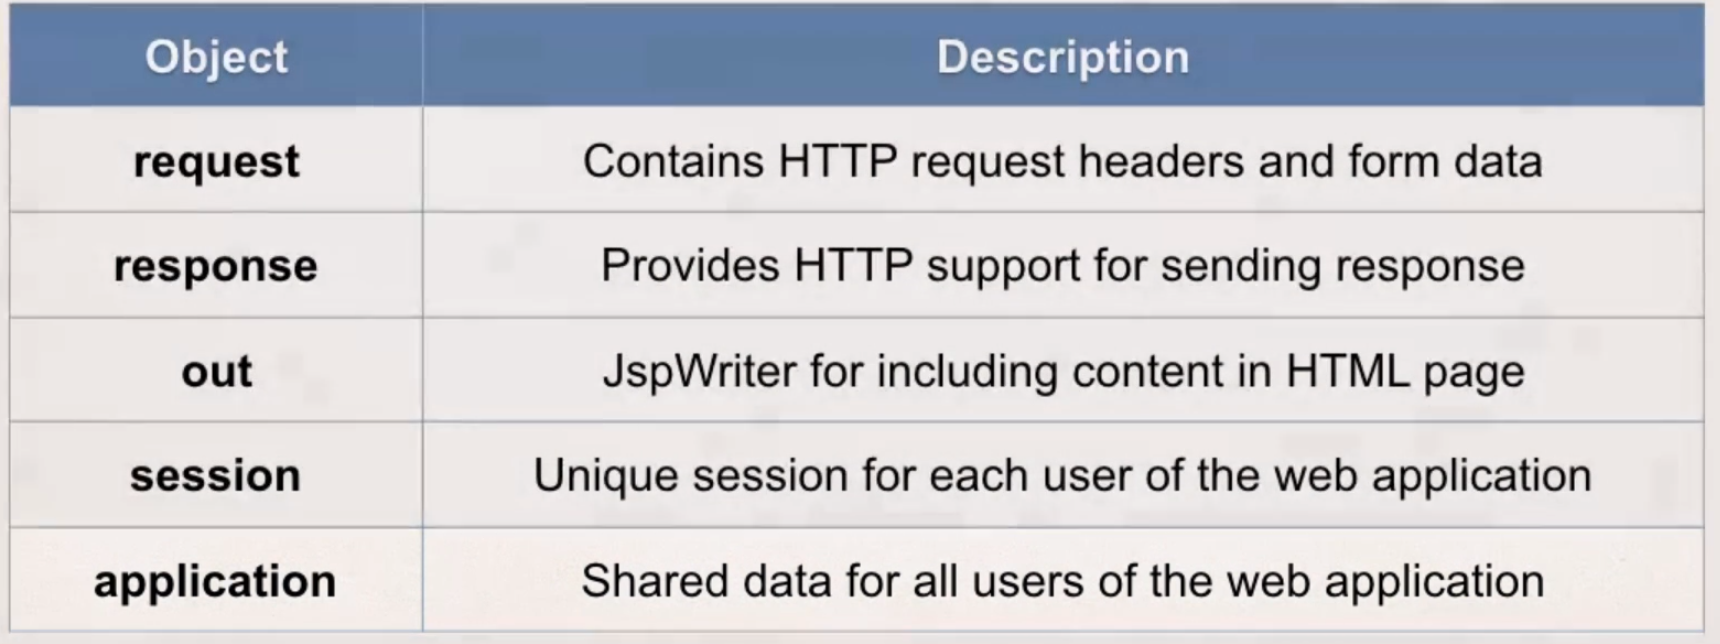 Object Description
request Contains HTTP request headers and form data
response Provides HTTP support for sending response
out JspWriter for including content in HTML page
session Unique session for each user of the web application
application Shared data for all users of the web application